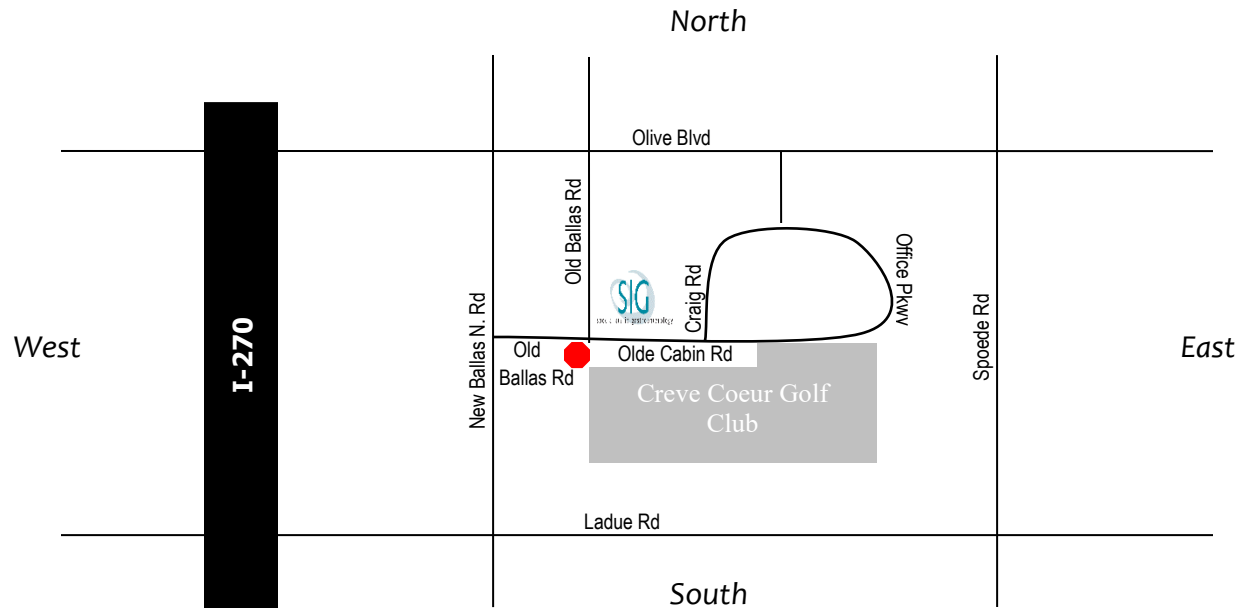 North
Olive Blvd
Old Ballas Rd
Office Pkwy
SIG
Craig Rd
I-270
New Ballas N. Rd
Spoede Rd
West
East
Old
Ballas Rd
Olde Cabin Rd
Creve Coeur Golf
Club
Ladue Rd
South